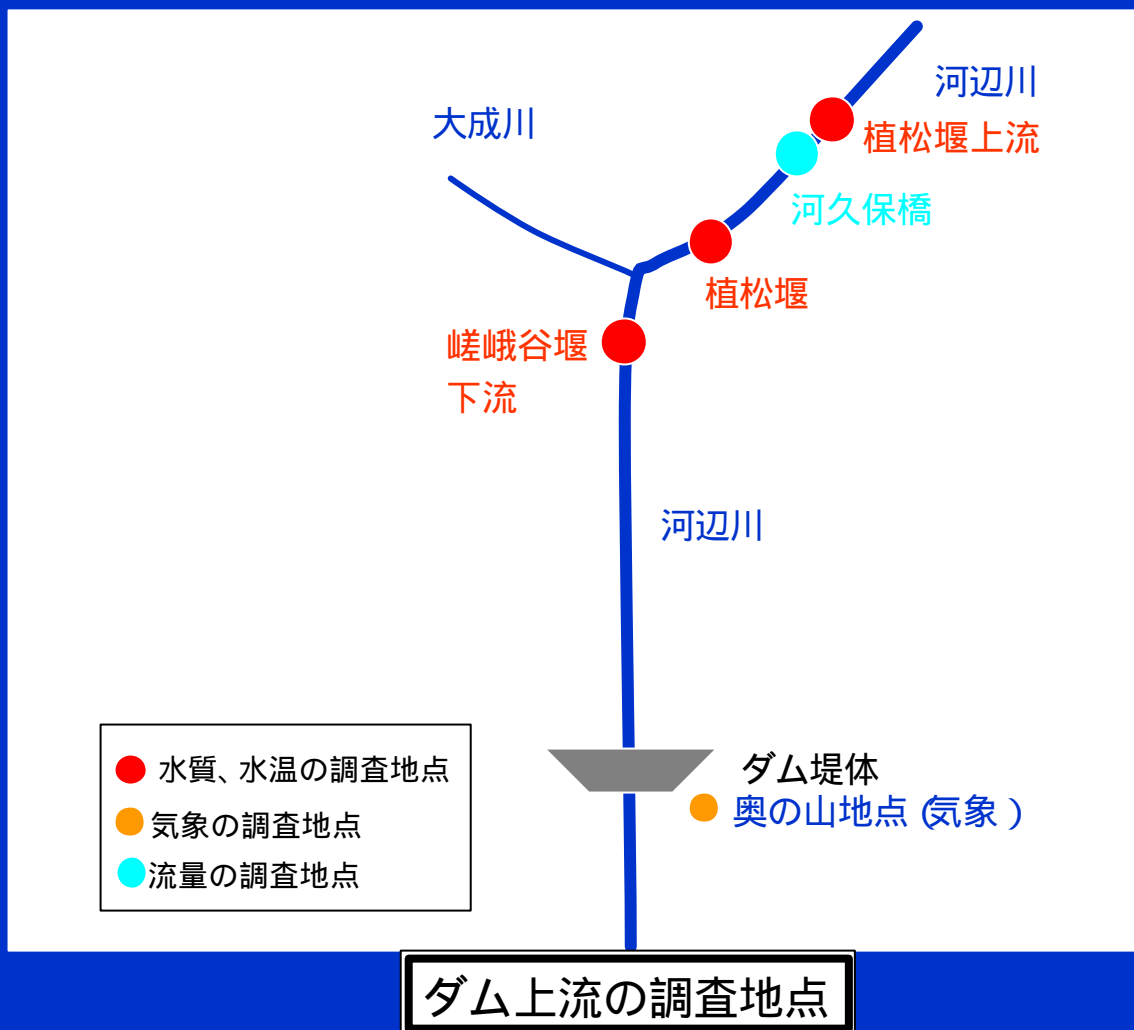 河辺川
大成川
植松堰上流
河久保橋
植松堰
嵯峨谷堰
下流
河辺川
ダム堤体
奥の山地点(気象)
水質、水温の調査地点
気象の調査地点
流量の調査地点
ダム上流の調査地点